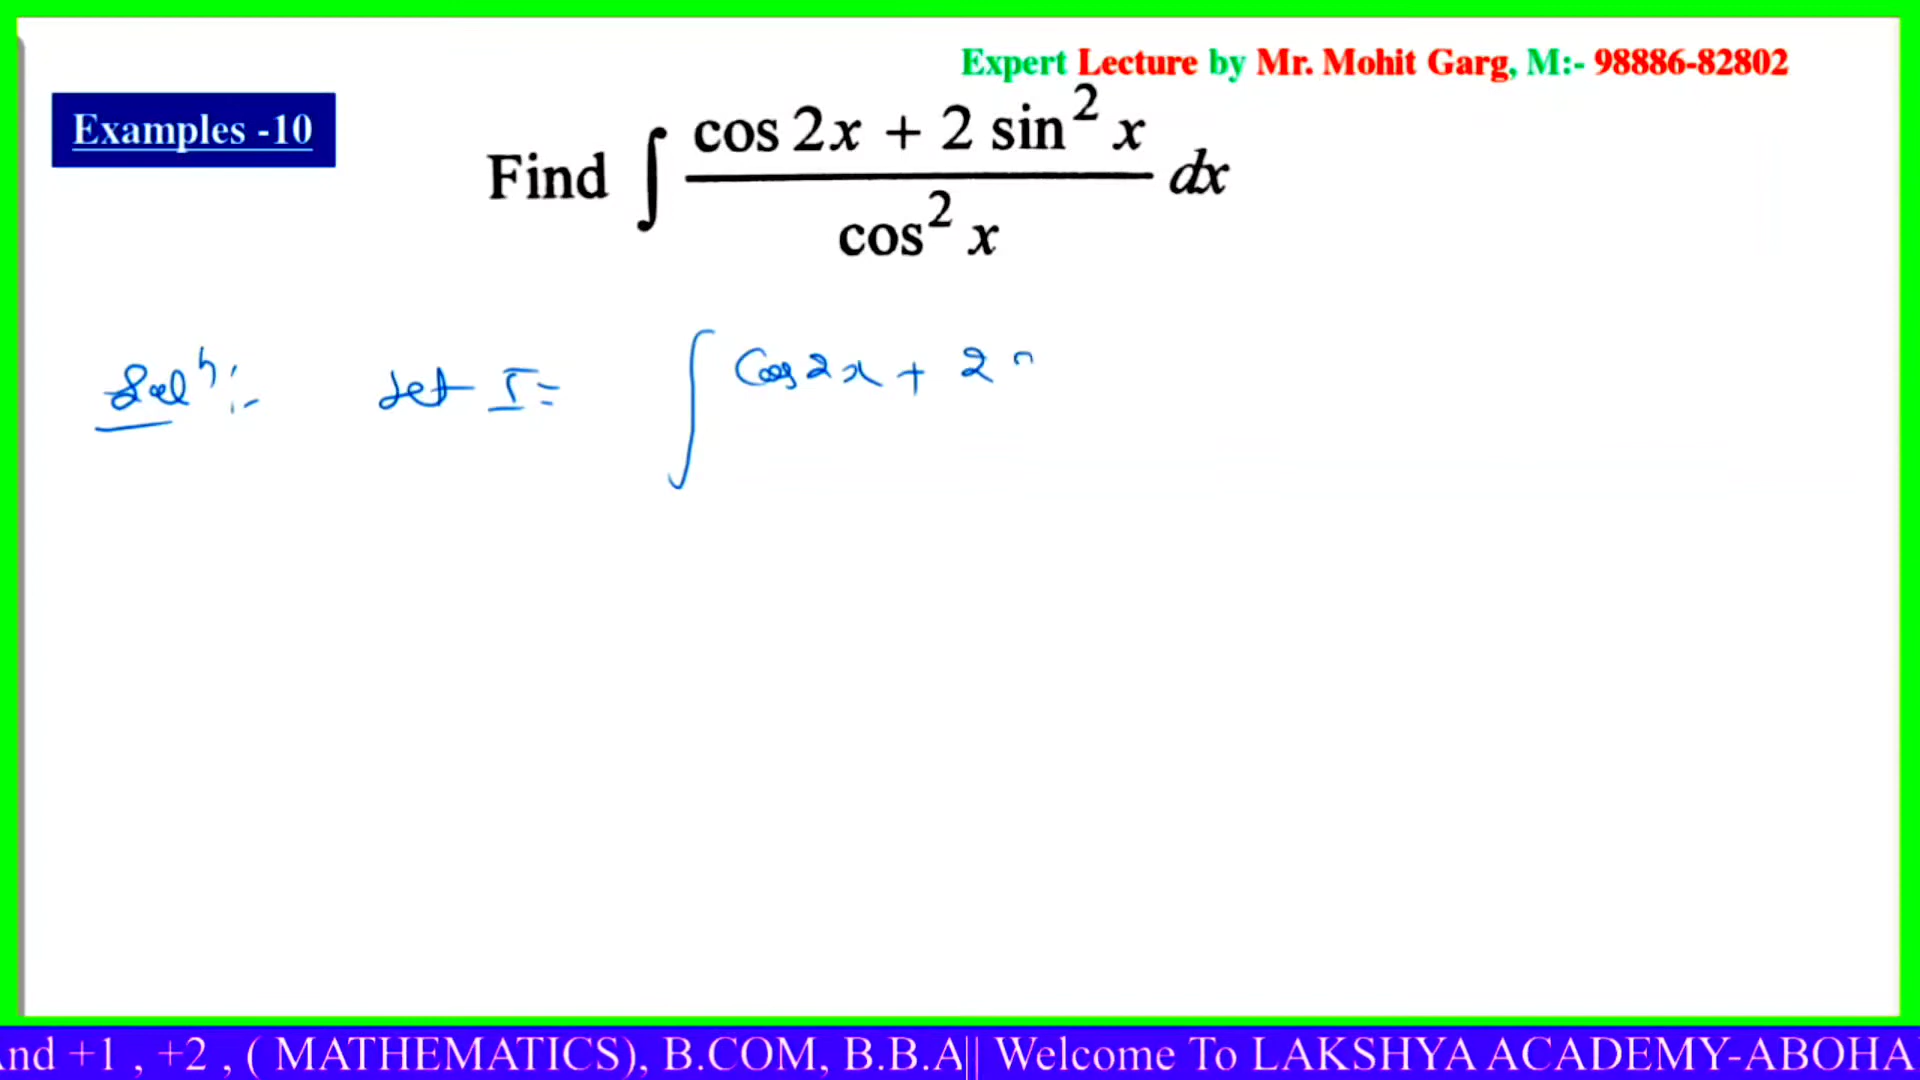 Expert Lecture by Mr. Mohit Garg, M:- 98886-82802
Examples -10
Find ∫ (cos 2x + 2 sin² x) / (cos² x) dx
Solⁿ:- Let I = ∫ Cos 2x + 2
And +1 , +2 , ( MATHEMATICS), B.COM, B.B.A|| Welcome To LAKSHYA ACADEMY-ABOHA